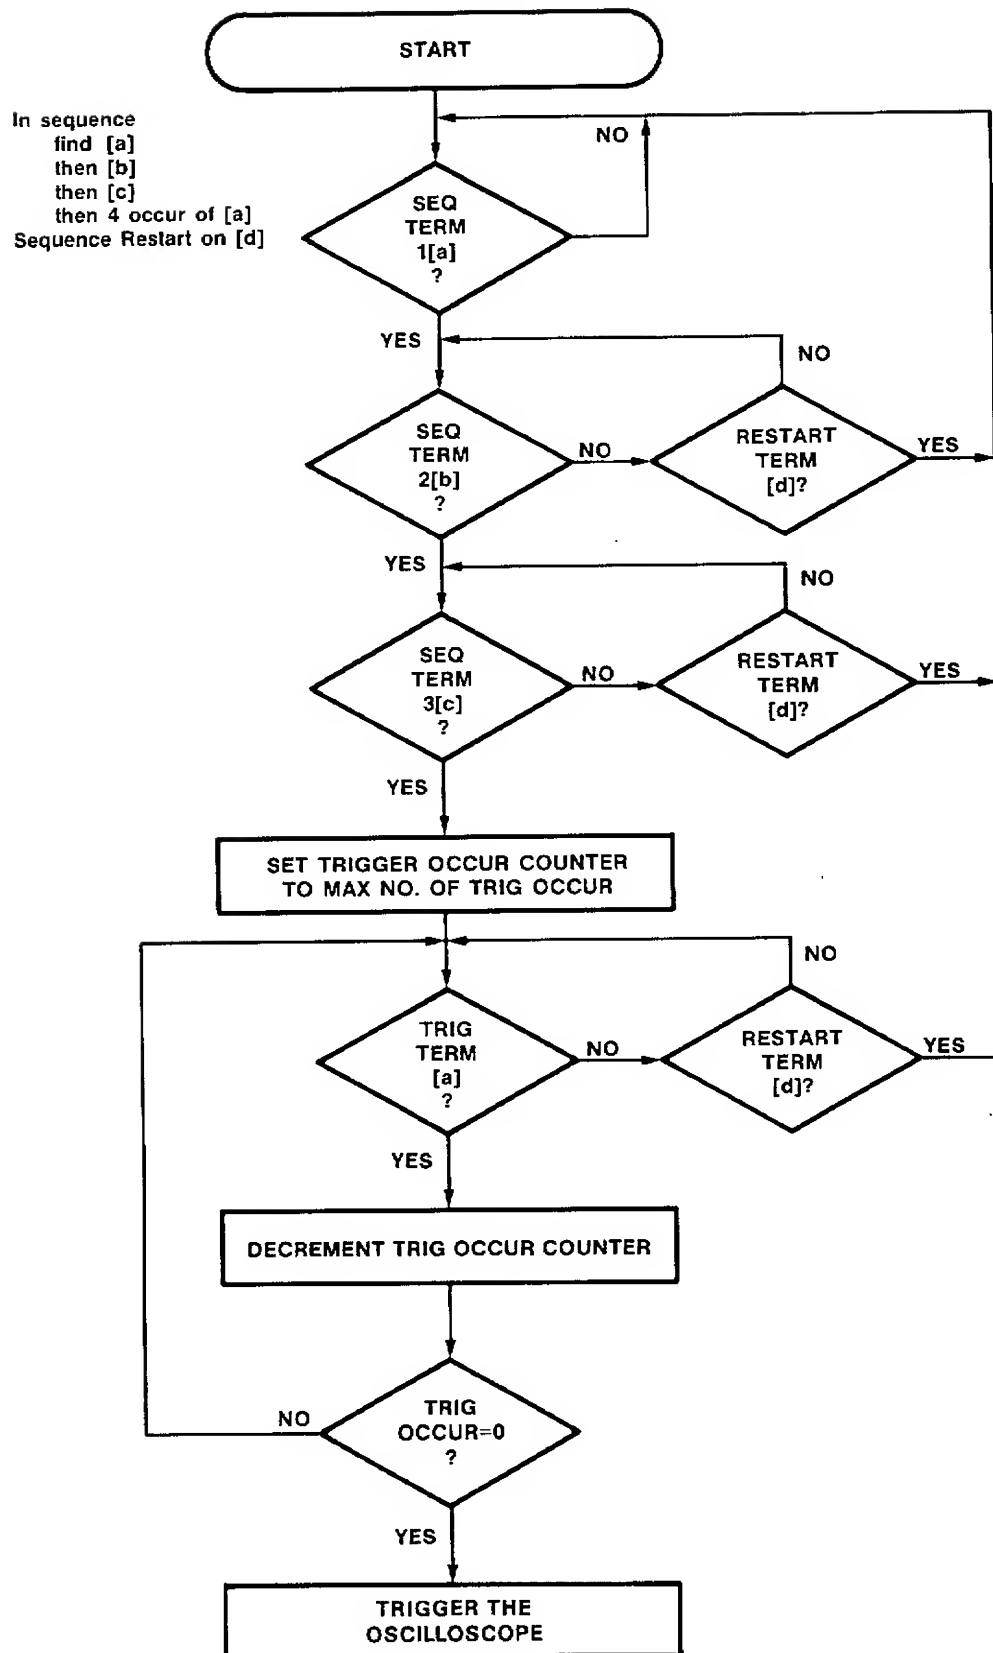 START
In sequence
find [a]
then [b]
then [c]
then 4 occur of [a]
Sequence Restart on [d]
NO
SEQ
TERM
1[a]
?
YES
NO
SEQ
TERM
2[b]
?
NO
RESTART
TERM
[d]?
YES
YES
NO
SEQ
TERM
3[c]
?
NO
RESTART
TERM
[d]?
YES
YES
SET TRIGGER OCCUR COUNTER
TO MAX NO. OF TRIG OCCUR
NO
TRIG
TERM
[a]
?
NO
RESTART
TERM
[d]?
YES
YES
DECREMENT TRIG OCCUR COUNTER
NO
TRIG
OCCUR=0
?
YES
TRIGGER THE
OSCILLOSCOPE